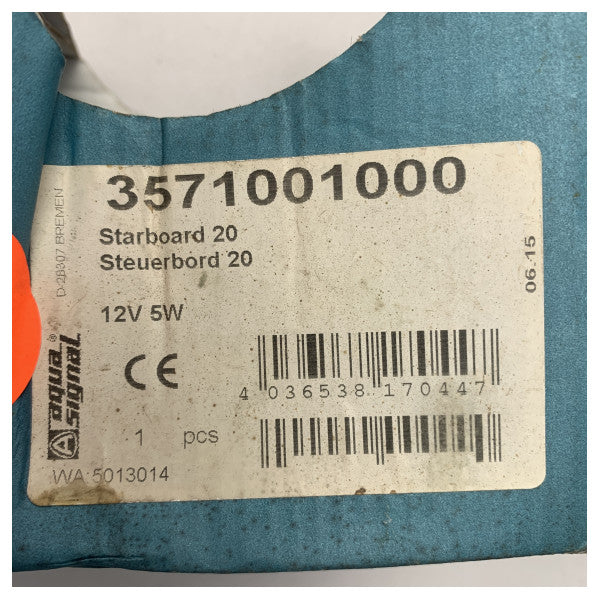 3571001000
Starboard 20
Steuerbord 20
12V 5W
CE
4 036538 170447
1 pcs
WA 5013014
aqua
signal
D-28307 BREMEN
06.15